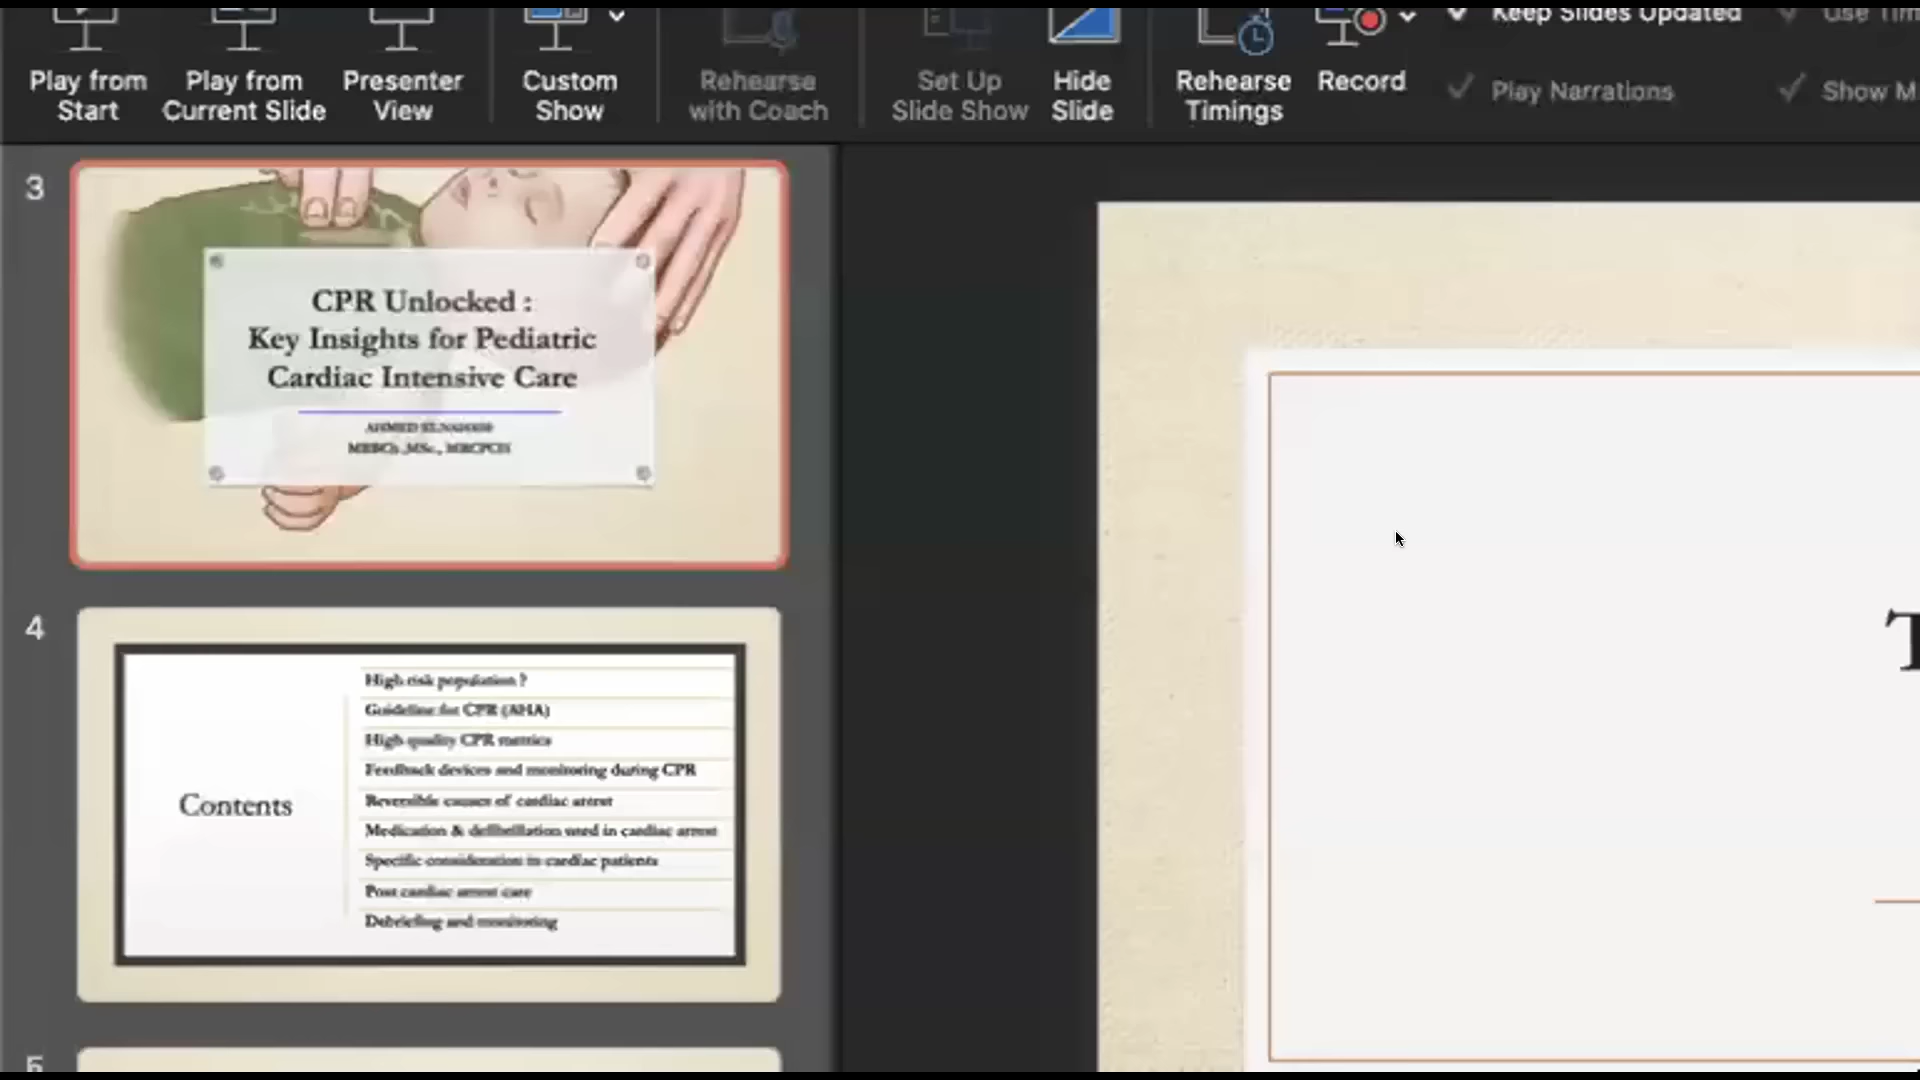 Keep Slides Updated
Use Tim
Play from
Start
Play from
Current Slide
Presenter
View
Custom
Show
Rehearse
with Coach
Set Up
Slide Show
Hide
Slide
Rehearse
Timings
Record
Play Narrations
Show M
3
CPR Unlocked :
Key Insights for Pediatric
Cardiac Intensive Care
AHMED
MBBCh ,MSc , MRCPCH
4
Contents
High risk population ?
Guideline for CPR (AHA)
High quality CPR metrics
Feedback devices and monitoring during CPR
Reversible causes of cardiac arrest
Medication & defibrillation used in cardiac arrest
Specific consideration in cardiac patients
Post cardiac arrest care
Debriefing and monitoring
5
T